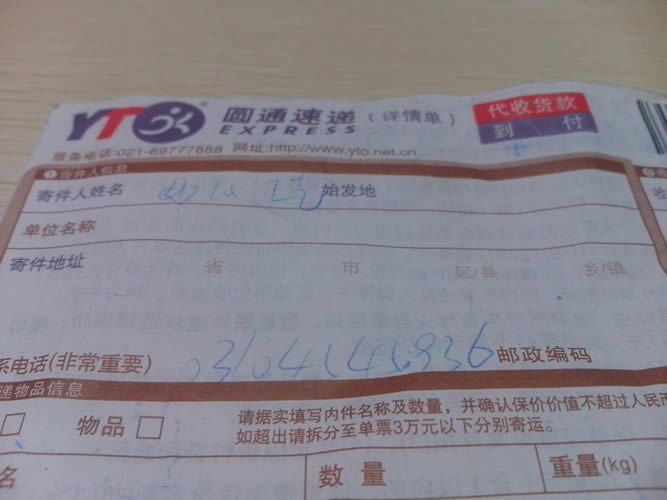 YTO 圆通速递 (详情单) 代收货款
EXPRESS 到 付
服务电话:021-69777888 网址:http://www.yto.net.cn
1 寄件人信息
寄件人姓名 始发地
单位名称
寄件地址 省 市 区/县 乡/镇
系电话(非常重要) 邮政编码
递物品信息
物品 请据实填写内件名称及数量，并确认保价价值不超过人民
如超出请拆分至单票3万元以下分别寄运。
名 数量 重量(kg)